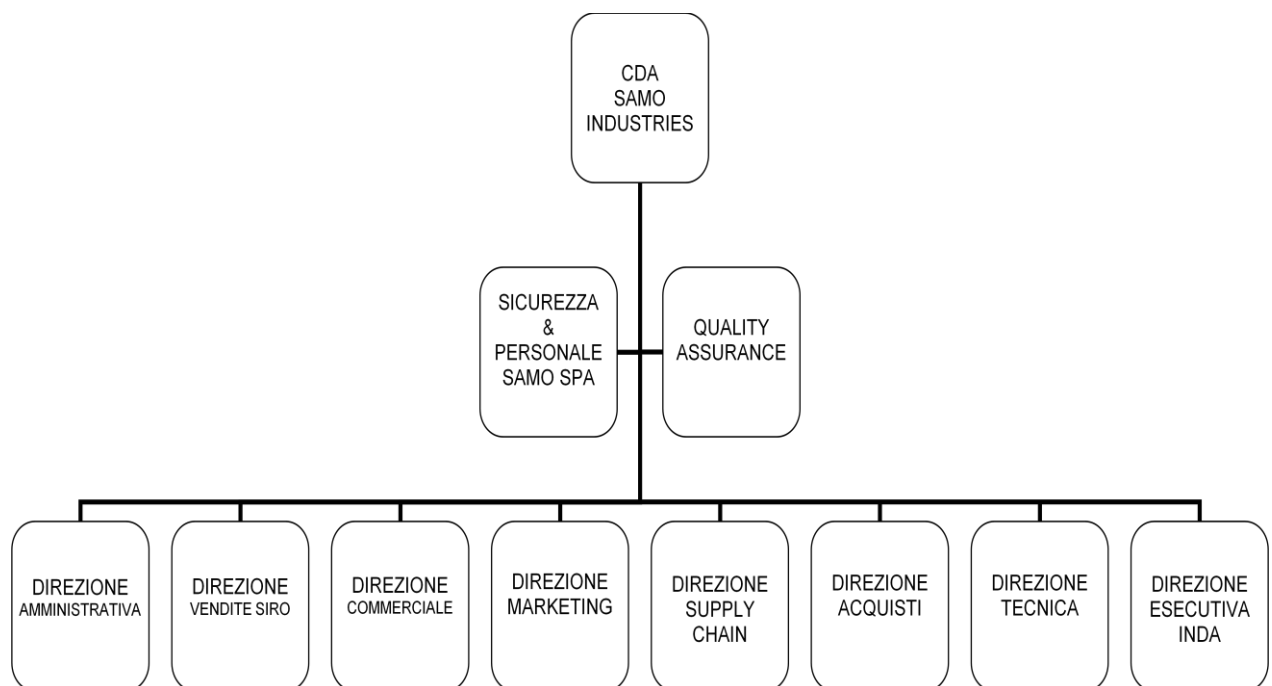 CDA
SAMO
INDUSTRIES
SICUREZZA
&
PERSONALE
SAMO SPA
QUALITY
ASSURANCE
DIREZIONE
AMMINISTRATIVA
DIREZIONE
VENDITE SIRO
DIREZIONE
COMMERCIALE
DIREZIONE
MARKETING
DIREZIONE
SUPPLY
CHAIN
DIREZIONE
ACQUISTI
DIREZIONE
TECNICA
DIREZIONE
ESECUTIVA
INDA